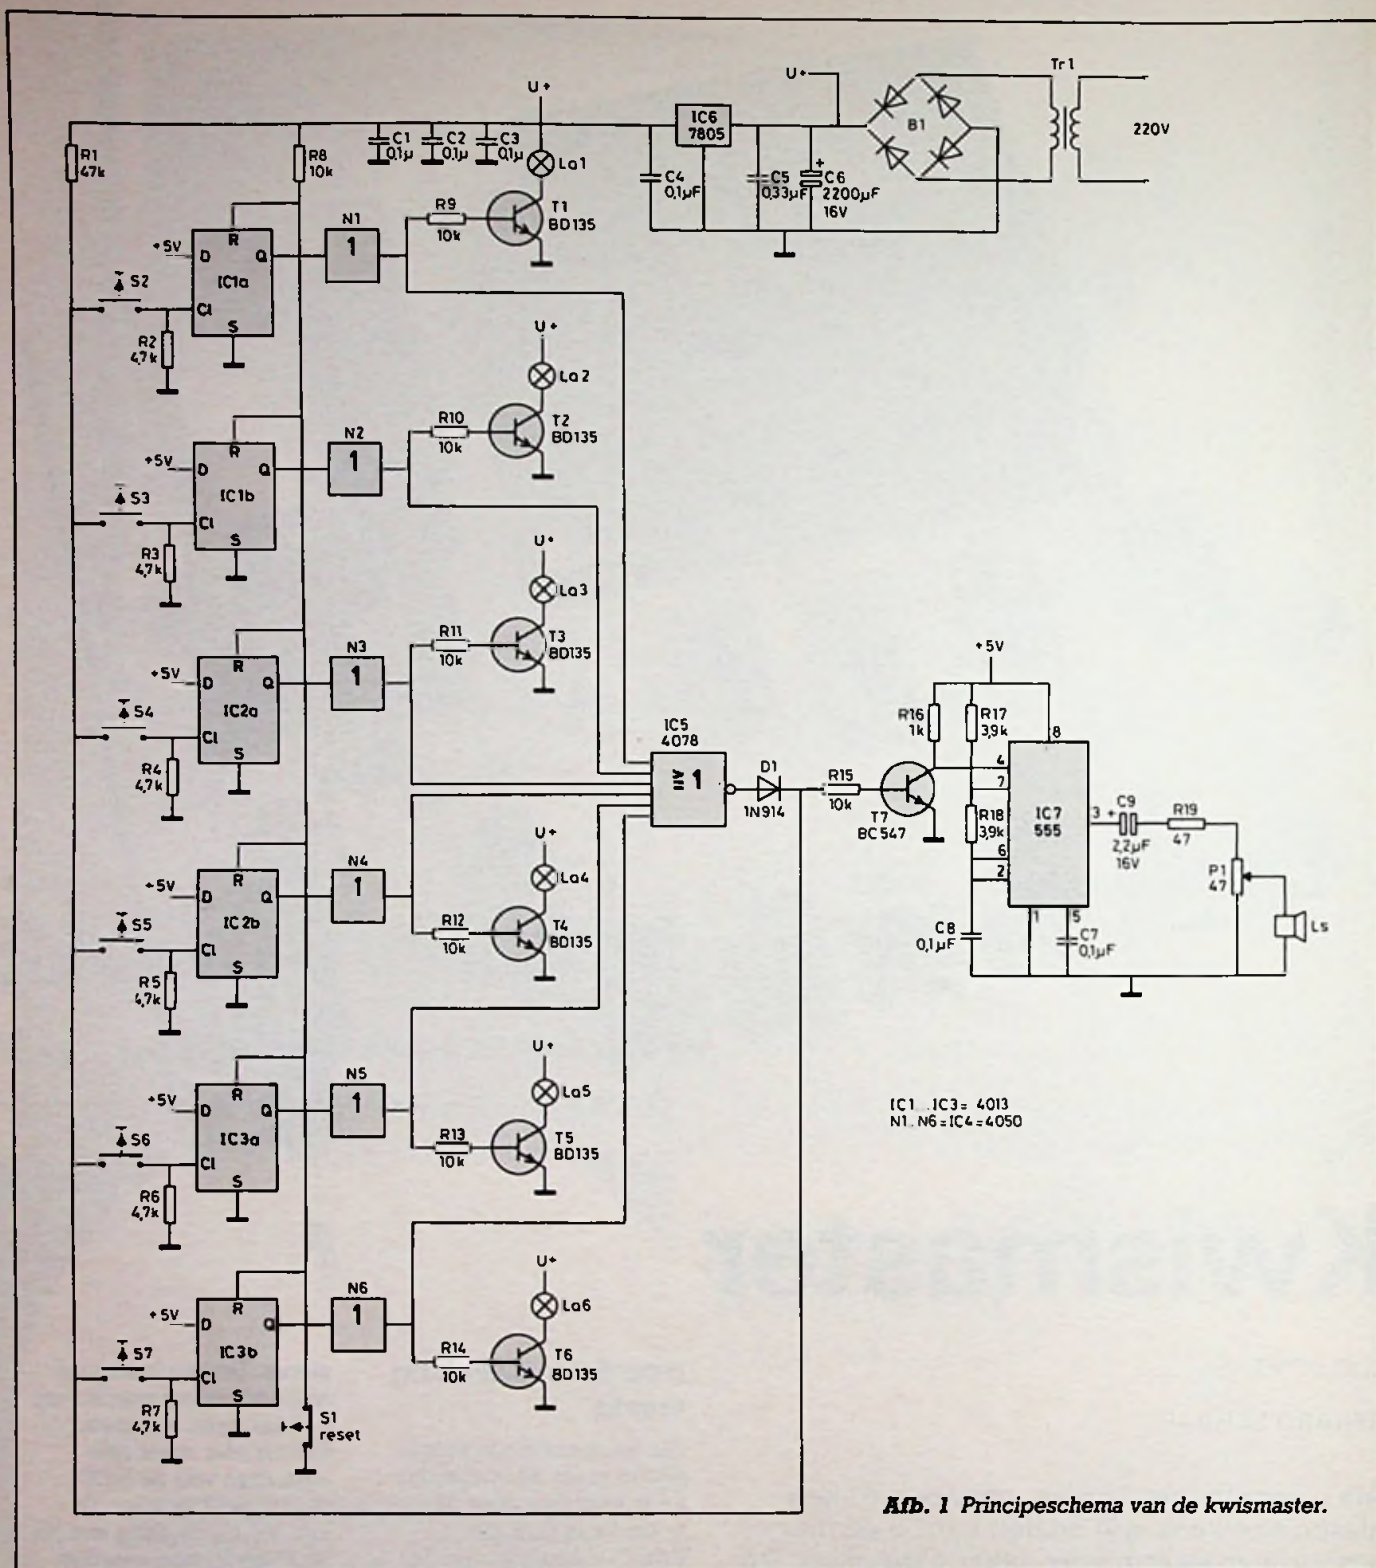 Tr1
U+
220V
B1
IC6
7805
C4
0,1µF
C5
0,33µF
+
C6
2200µF
16V
U+
R1
47k
R8
10k
C1
0,1µ
C2
0,1µ
C3
0,1µ
La1
R9
10k
T1
BD135
N1
1
+5V
D
R
Q
IC1a
Cl
S
S2
R2
4,7k
U+
La2
R10
10k
T2
BD135
N2
1
+5V
D
R
Q
IC1b
Cl
S
S3
R3
4,7k
U+
La3
R11
10k
T3
BD135
N3
1
+5V
D
R
Q
IC2a
Cl
S
S4
R4
4,7k
IC5
4078
≥ 1
D1
1N914
R15
10k
T7
BC547
+5V
R16
1k
R17
3,9k
R18
3,9k
8
4
7
6
2
3
1
5
IC7
555
+
C9
2,2µF
16V
R19
47
P1
47
Ls
C8
0,1µF
C7
0,1µF
U+
La4
R12
10k
T4
BD135
N4
1
+5V
D
R
Q
IC2b
Cl
S
S5
R5
4,7k
U+
La5
R13
10k
T5
BD135
N5
1
+5V
D
R
Q
IC3a
Cl
S
S6
R6
4,7k
IC1...IC3= 4013
N1..N6=IC4=4050
U+
La6
R14
10k
T6
BD135
N6
1
+5V
D
R
Q
IC3b
Cl
S
S7
R7
4,7k
S1
reset
Afb. 1 Principeschema van de kwismaster.